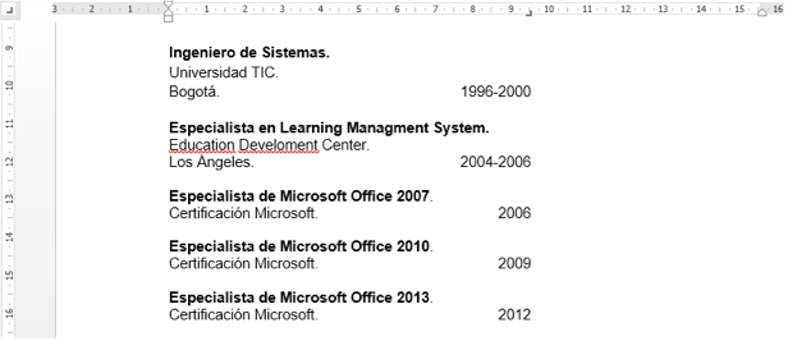 3 2 1 1 2 3 4 5 6 7 8 9 10 11 12 13 14 15 16
Ingeniero de Sistemas.
Universidad TIC.
Bogotá. 1996-2000
Especialista en Learning Managment System.
Education Develoment Center.
Los Ángeles. 2004-2006
Especialista de Microsoft Office 2007.
Certificación Microsoft. 2006
Especialista de Microsoft Office 2010.
Certificación Microsoft. 2009
Especialista de Microsoft Office 2013.
Certificación Microsoft. 2012
9
10
11
12
13
14
15
16